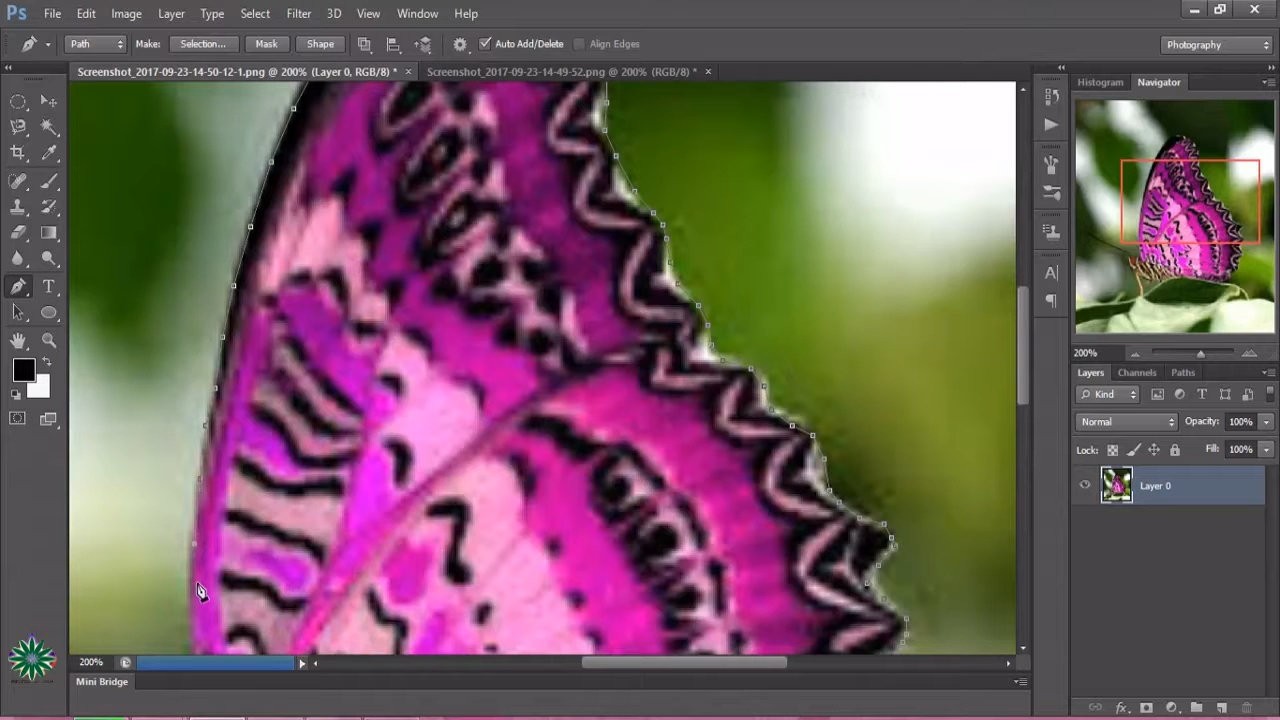 Ps File Edit Image Layer Type Select Filter 3D View Window Help
Path Make: Selection... Mask Shape Auto Add/Delete Align Edges Photography
Screenshot_2017-09-23-14-50-12-1.png @ 200% (Layer 0, RGB/8) * × Screenshot_2017-09-23-14-49-52.png @ 200% (RGB/8) * ×
Histogram Navigator
200%
Layers Channels Paths
Kind
Normal Opacity: 100%
Lock: Fill: 100%
Layer 0
200%
Mini Bridge